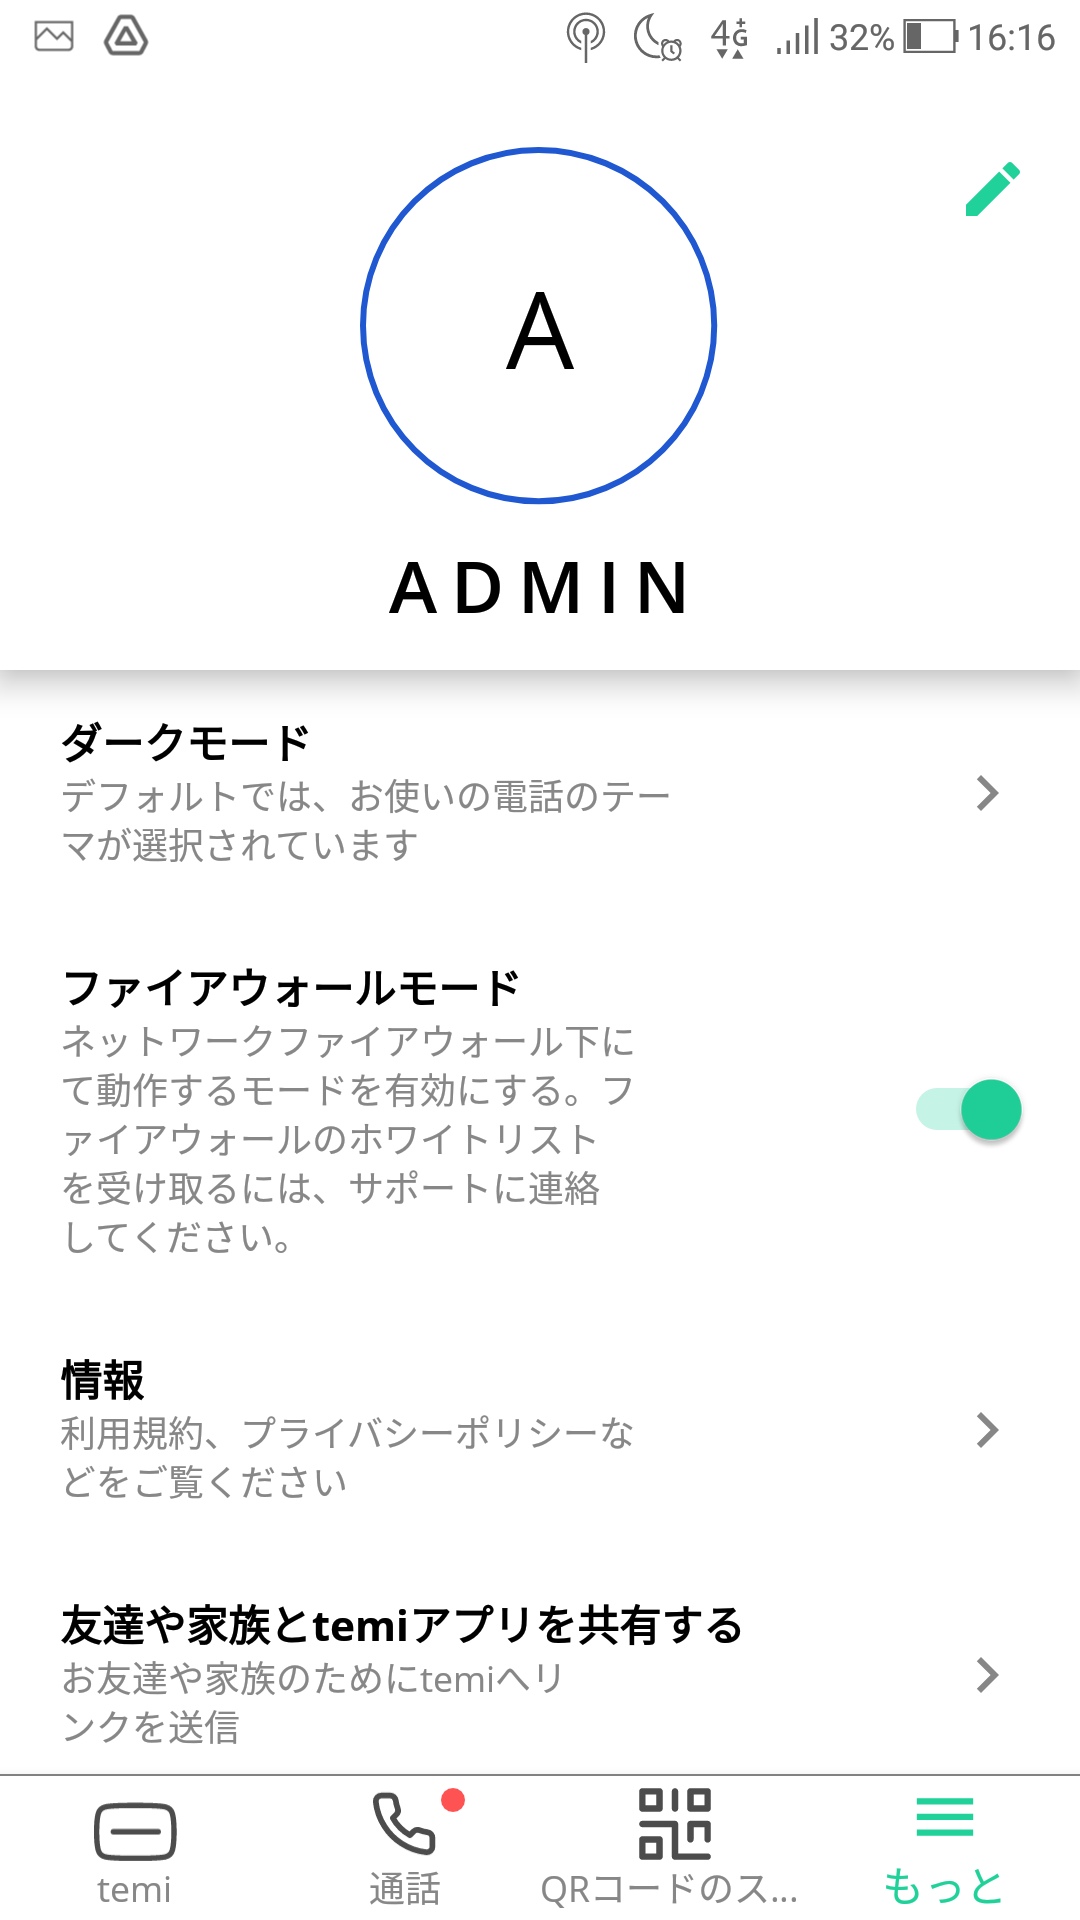 4G+ 32% 16:16
A
ADMIN
ダークモード
デフォルトでは、お使いの電話のテー
マが選択されています
ファイアウォールモード
ネットワークファイアウォール下に
て動作するモードを有効にする。フ
ァイアウォールのホワイトリスト
を受け取るには、サポートに連絡
してください。
情報
利用規約、プライバシーポリシーな
どをご覧ください
友達や家族とtemiアプリを共有する
お友達や家族のためにtemiへリ
ンクを送信
temi 通話 QRコードのス... もっと